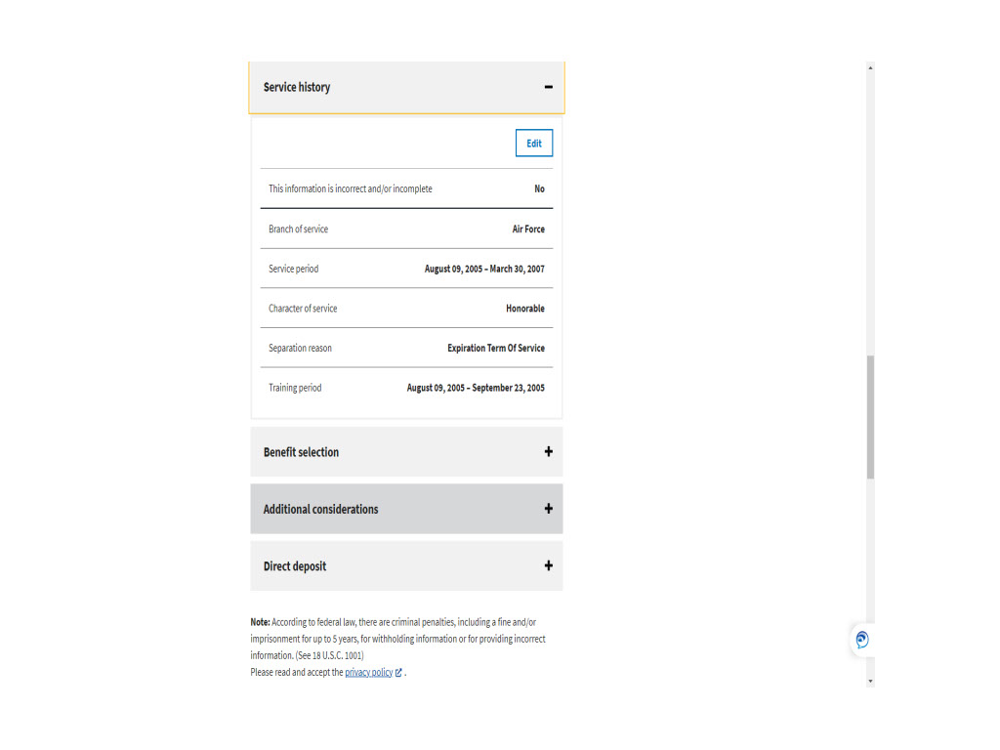 Service history
Edit
This information is incorrect and/or incomplete No
Branch of service Air Force
Service period August 09, 2005 – March 30, 2007
Character of service Honorable
Separation reason Expiration Term Of Service
Training period August 09, 2005 – September 23, 2005
Benefit selection
Additional considerations
Direct deposit
Note: According to federal law, there are criminal penalties, including a fine and/or
imprisonment for up to 5 years, for withholding information or for providing incorrect
information. (See 18 U.S.C. 1001)
Please read and accept the privacy policy .